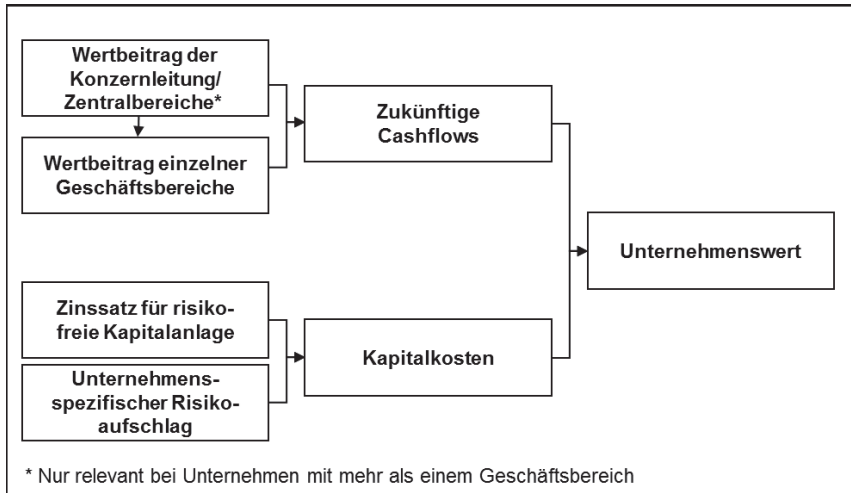 Wertbeitrag der
Konzernleitung/
Zentralbereiche*
Wertbeitrag einzelner
Geschäftsbereiche
Zukünftige
Cashflows
Unternehmenswert
Zinssatz für risiko-
freie Kapitalanlage
Unternehmens-
spezifischer Risiko-
aufschlag
Kapitalkosten
* Nur relevant bei Unternehmen mit mehr als einem Geschäftsbereich